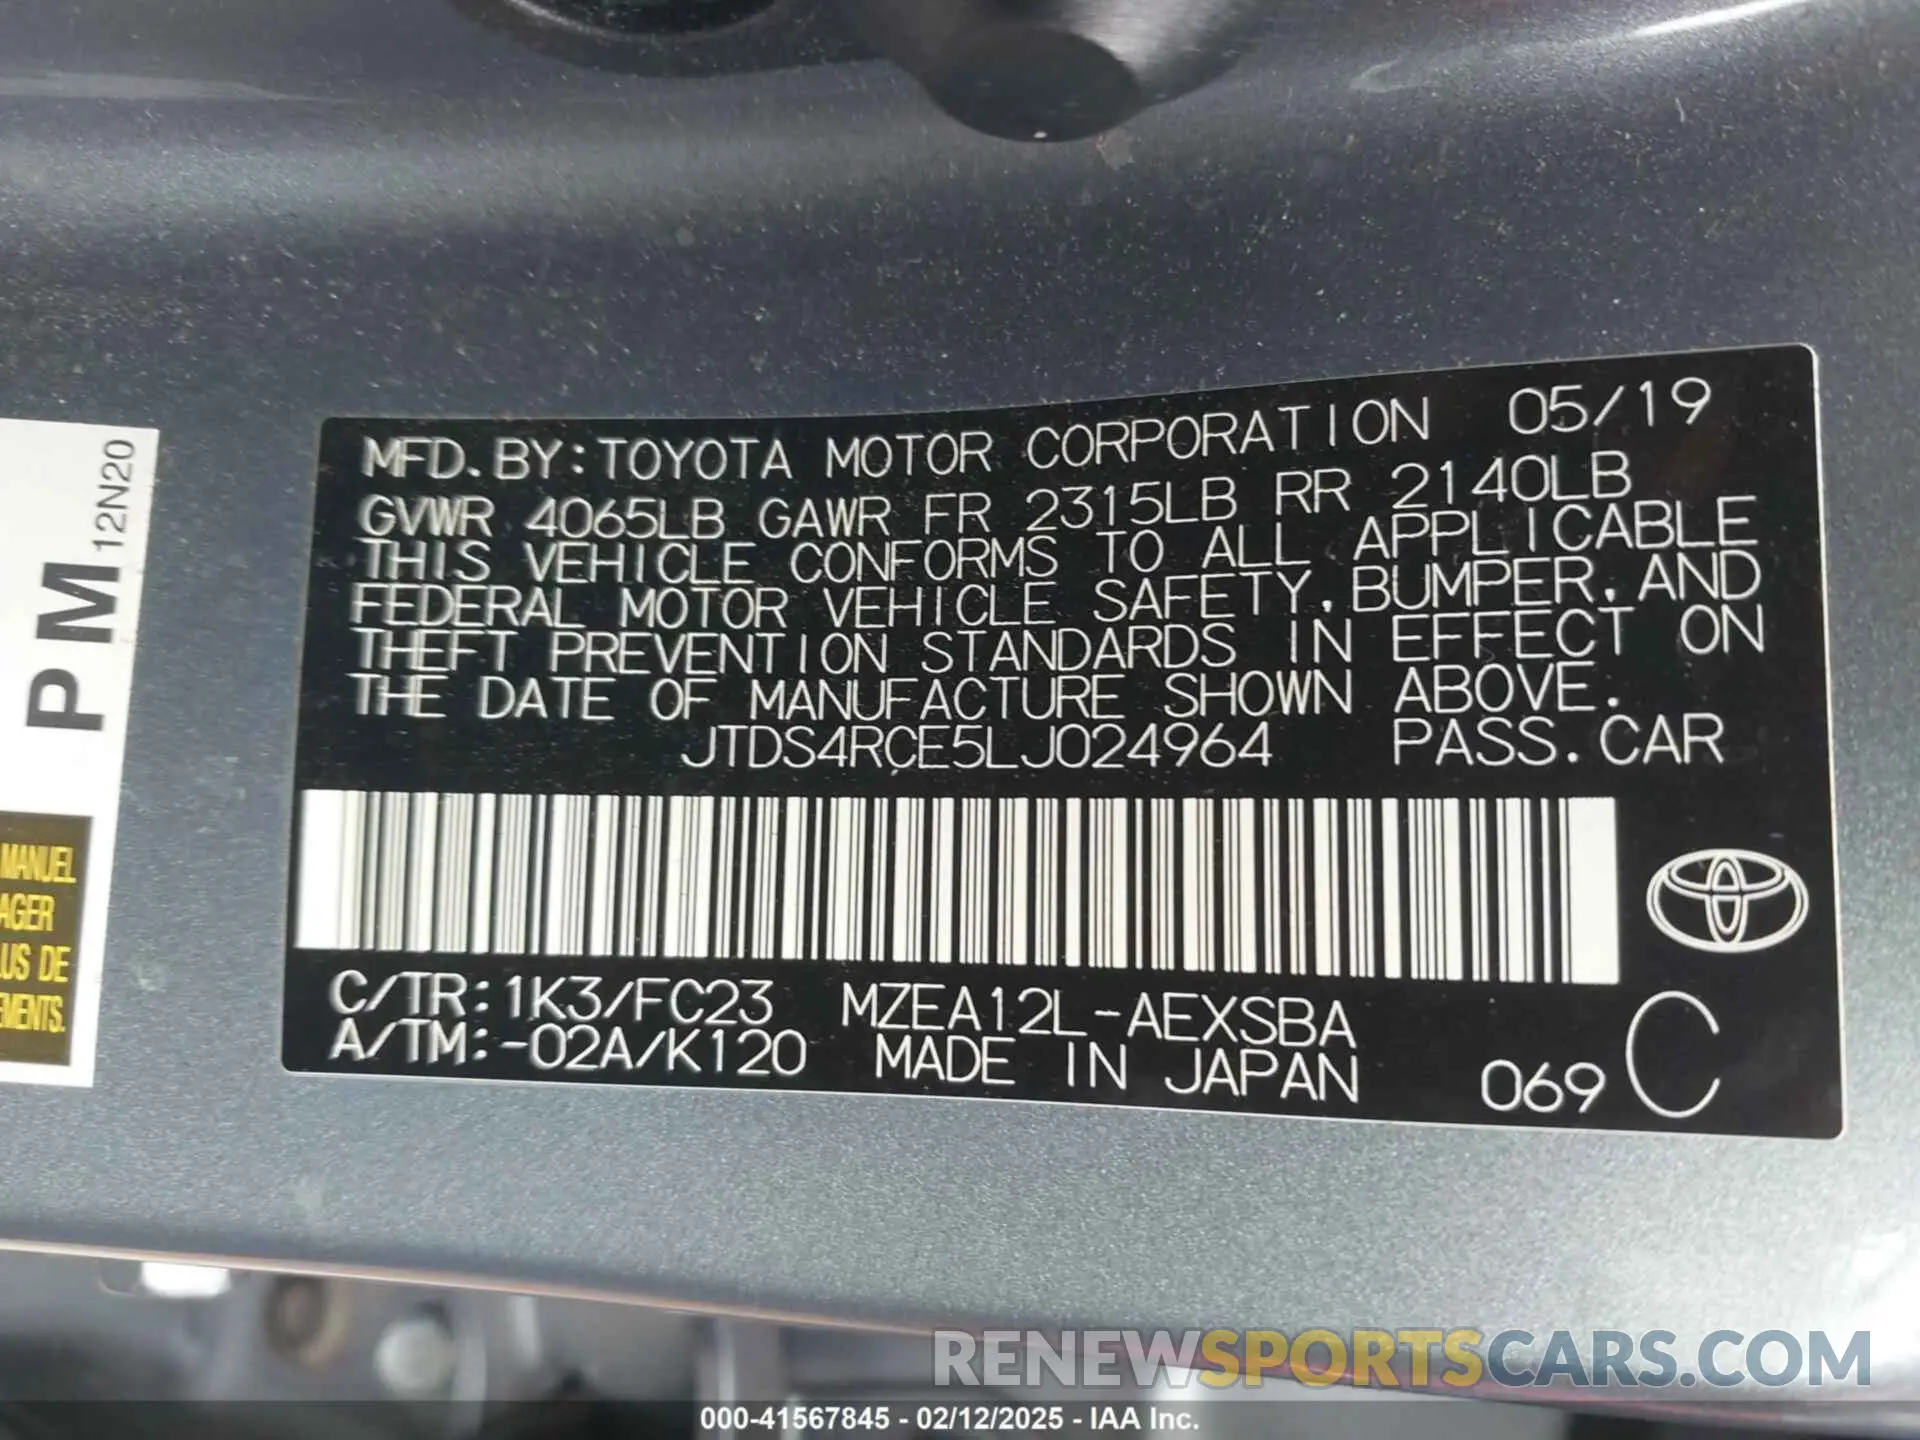 MFD. BY: TOYOTA MOTOR CORPORATION 05/19
GVWR 4065LB GAWR FR 2315LB RR 2140LB
THIS VEHICLE CONFORMS TO ALL APPLICABLE
FEDERAL MOTOR VEHICLE SAFETY, BUMPER, AND
THEFT PREVENTION STANDARDS IN EFFECT ON
THE DATE OF MANUFACTURE SHOWN ABOVE.
JTDS4RCE5LJ024964 PASS. CAR
C/TR: 1K3/FC23 MZEA12L-AEXSBA
A/TM: -02A/K120 MADE IN JAPAN 069 C
PM 12N20
MANUEL
AGER
US DE
EMENTS.
RENEWSPORTSCARS.COM
000-41567845 - 02/12/2025 - IAA Inc.